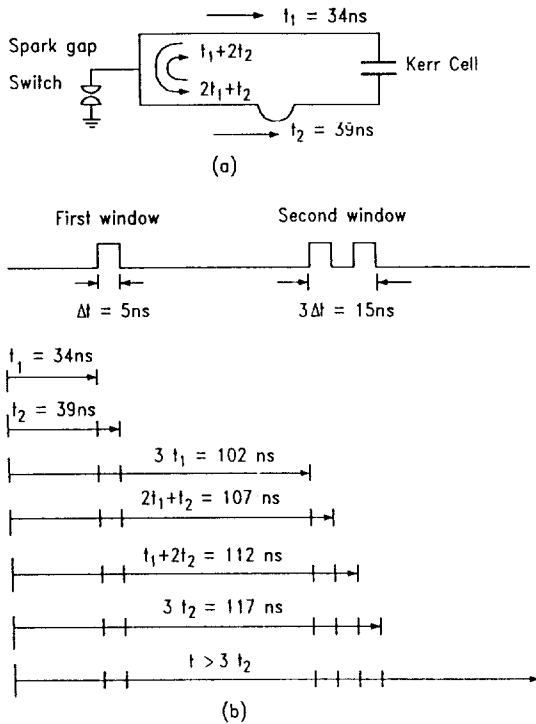 t₁ = 34ns
Spark gap
Switch
t₁+2t₂
2t₁+t₂
Kerr Cell
t₂ = 39ns
(a)
First window
Second window
Δt = 5ns
3Δt = 15ns
t₁ = 34ns
t₂ = 39ns
3 t₁ = 102 ns
2t₁+t₂ = 107 ns
t₁+2t₂ = 112 ns
3 t₂ = 117 ns
t > 3 t₂
(b)